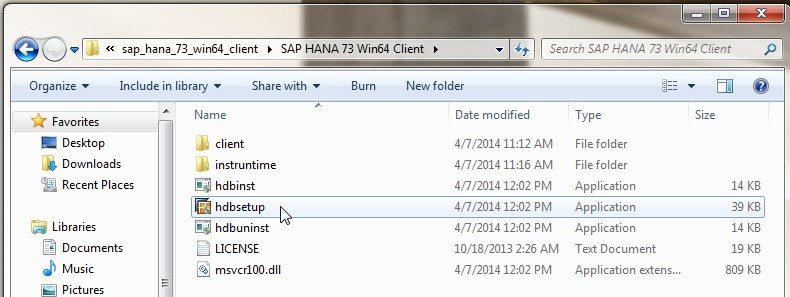 « sap_hana_73_win64_client SAP HANA 73 Win64 Client Search SAP HANA 73 Win64 Client
Organize Include in library Share with Burn New folder
Name Date modified Type Size
Favorites
Desktop
Downloads
Recent Places
Libraries
Documents
Music
Pictures
client 4/7/2014 11:12 AM File folder
instruntime 4/7/2014 11:16 AM File folder
hdbinst 4/7/2014 12:02 PM Application 14 KB
hdbsetup 4/7/2014 12:02 PM Application 39 KB
hdbuninst 4/7/2014 12:02 PM Application 14 KB
LICENSE 10/18/2013 2:26 AM Text Document 19 KB
msvcr100.dll 4/7/2014 12:02 PM Application extens... 809 KB